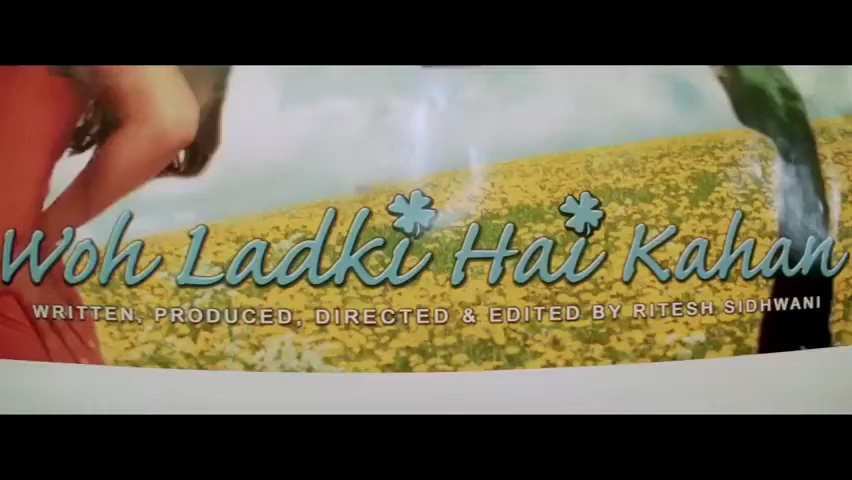 Woh Ladki Hai Kahan
WRITTEN, PRODUCED, DIRECTED & EDITED BY RITESH SIDHWANI